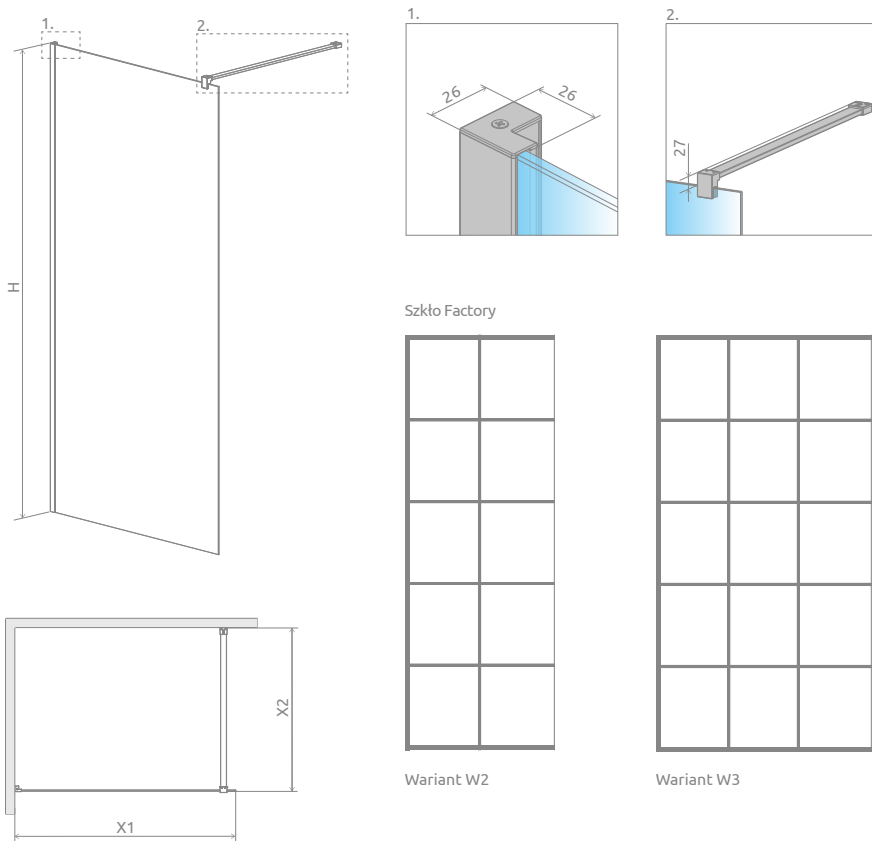 1.
2.
H
X2
X1
1.
26
26
2.
27
Szkło Factory
Wariant W2
Wariant W3